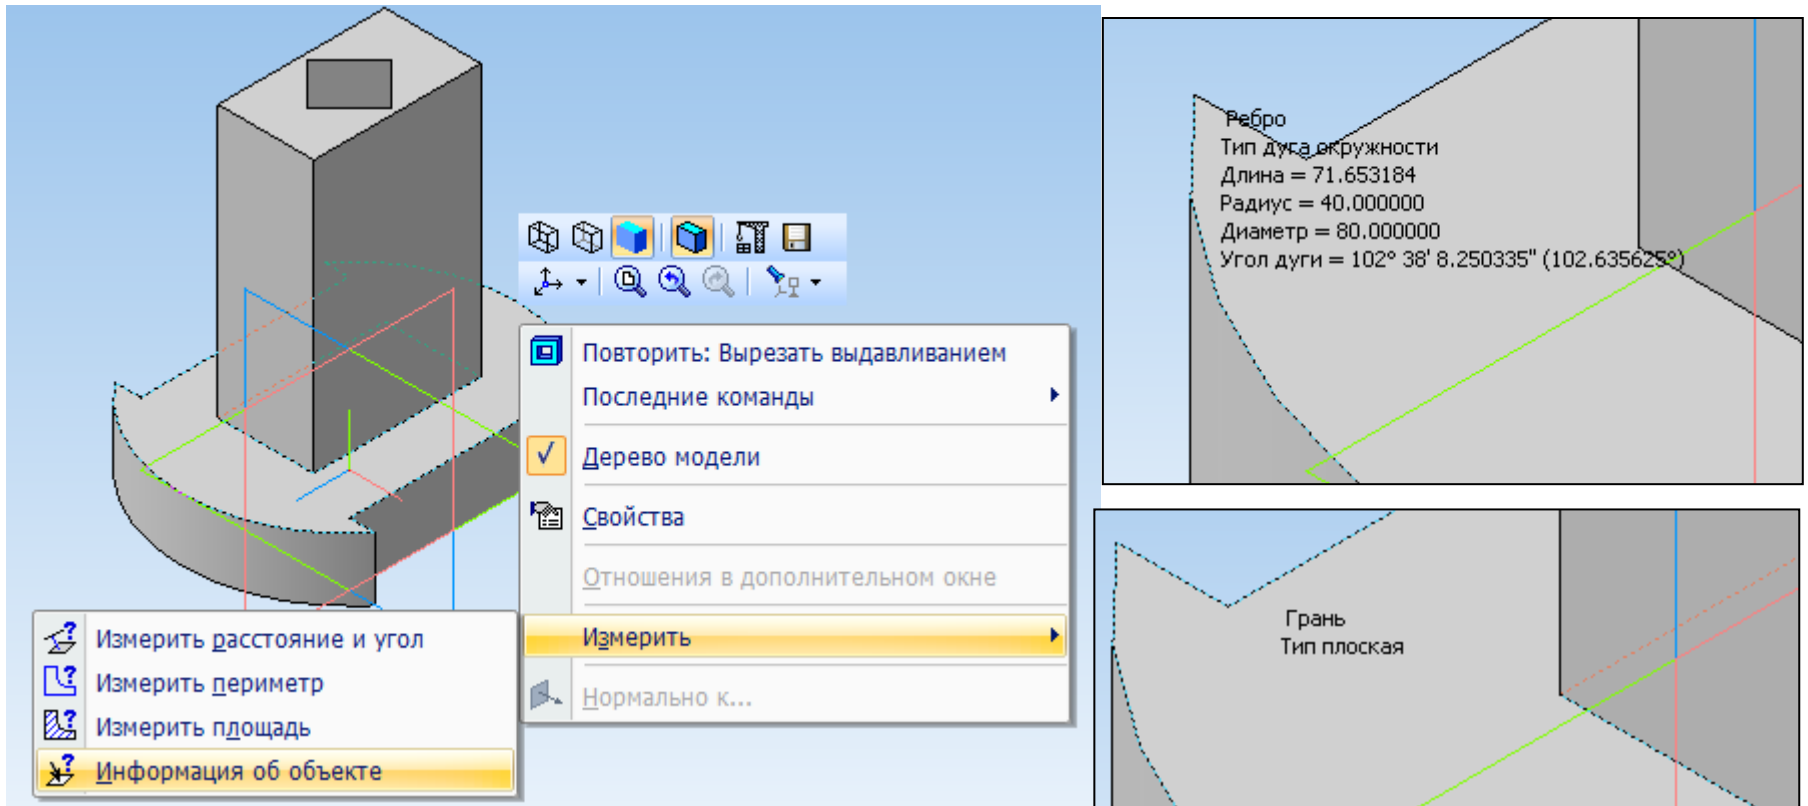 Повторить: Вырезать выдавливанием
Последние команды
Дерево модели
Свойства
Отношения в дополнительном окне
Измерить
Нормально к...
Измерить расстояние и угол
Измерить периметр
Измерить площадь
Информация об объекте
Ребро
Тип дуга окружности
Длина = 71.653184
Радиус = 40.000000
Диаметр = 80.000000
Угол дуги = 102° 38' 8.250335" (102.635625°)
Грань
Тип плоская